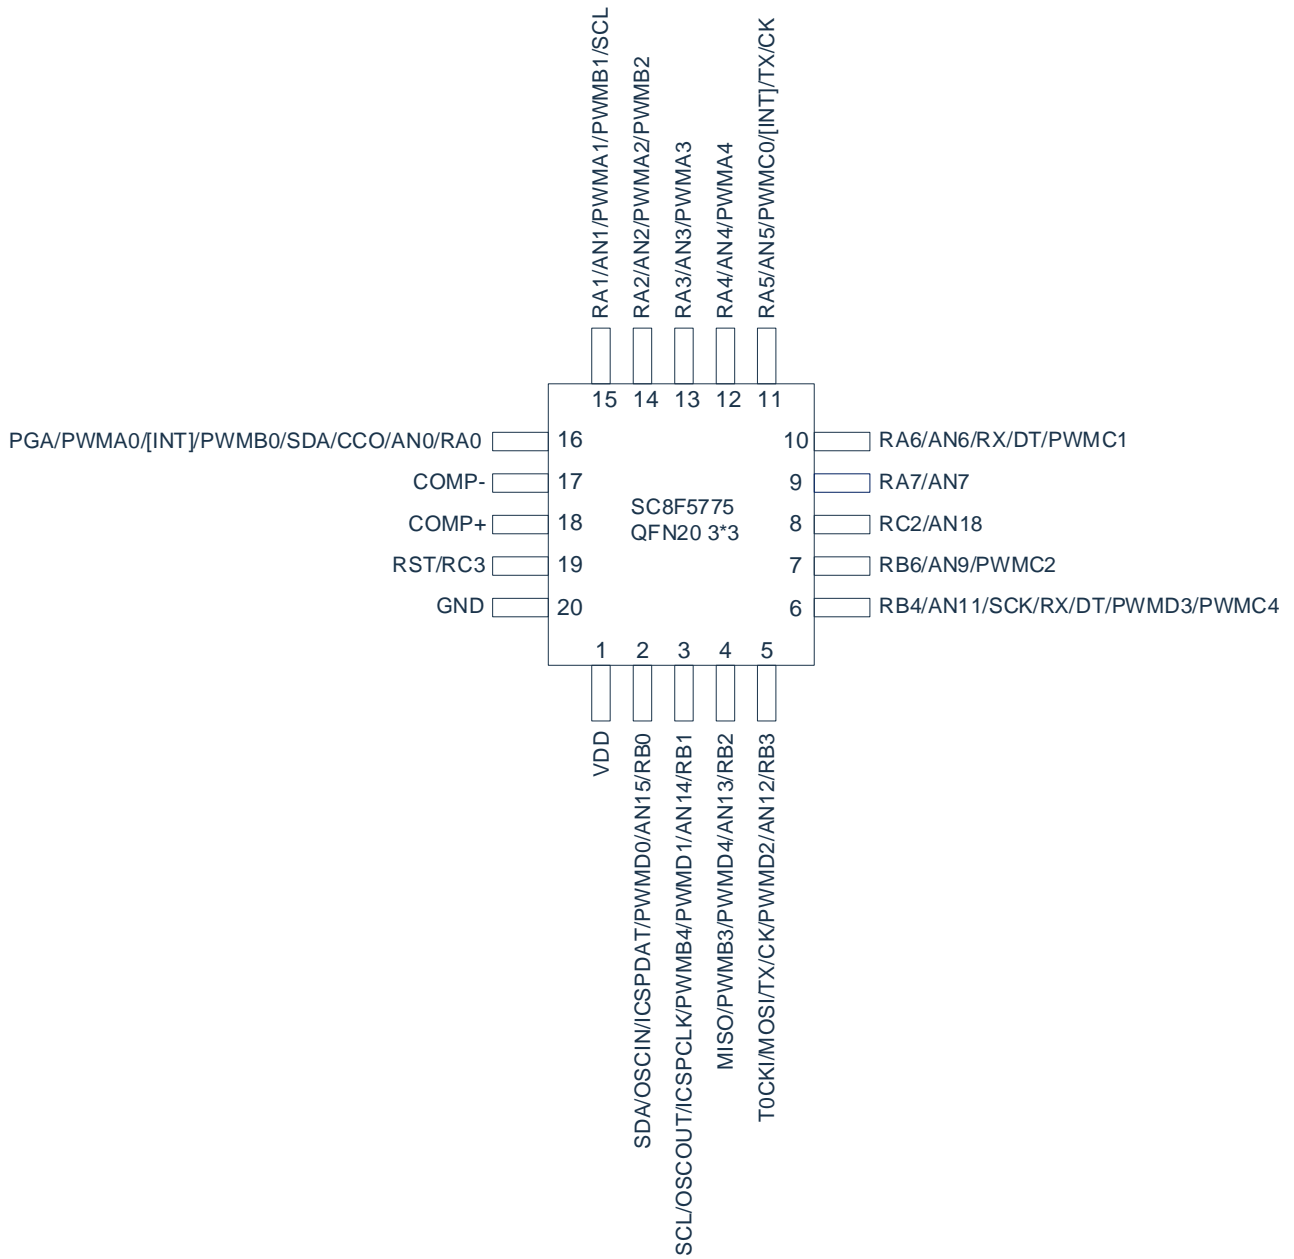 RA1/AN1/PWMA1/PWMB1/SCL
RA2/AN2/PWMA2/PWMB2
RA3/AN3/PWMA3
RA4/AN4/PWMA4
RA5/AN5/PWMC0/[INT]/TX/CK
15
14
13
12
11
PGA/PWMA0/[INT]/PWMB0/SDA/CCO/AN0/RA0
16
10
RA6/AN6/RX/DT/PWMC1
COMP-
17
9
RA7/AN7
SC8F5775
QFN20 3*3
COMP+
18
8
RC2/AN18
RST/RC3
19
7
RB6/AN9/PWMC2
GND
20
6
RB4/AN11/SCK/RX/DT/PWMD3/PWMC4
1
2
3
4
5
VDD
SDA/OSCIN/ICSPDAT/PWMD0/AN15/RB0
SCL/OSCOUT/ICSPCLK/PWMB4/PWMD1/AN14/RB1
MISO/PWMB3/PWMD4/AN13/RB2
T0CKI/MOSI/TX/CK/PWMD2/AN12/RB3